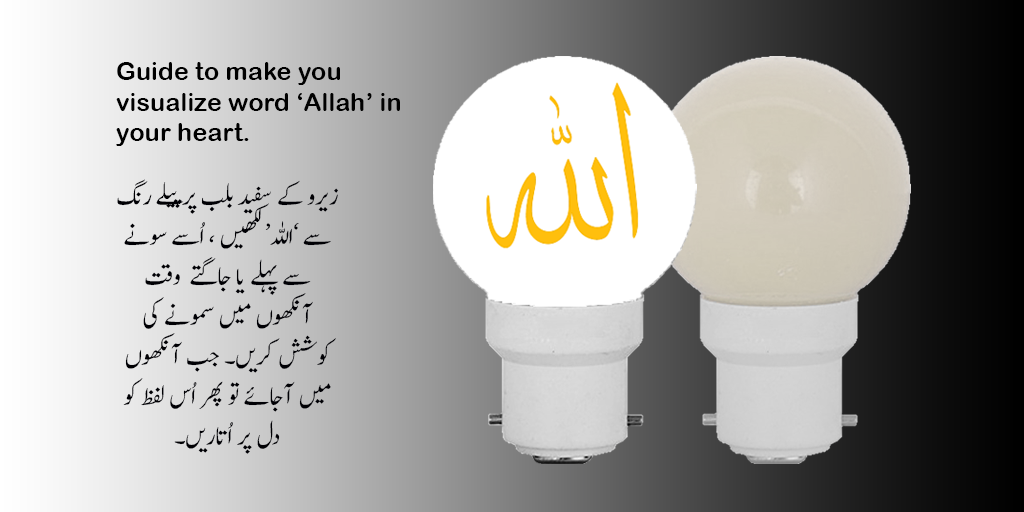 Guide to make you
visualize word ‘Allah’ in
your heart.
زیرو کے سفید بلب پر پیلے رنگ
سے ‘اللہ’ لکھیں ، اُسے سونے
سے پہلے یا جاگتے وقت
آنکھوں میں سمونے کی
کوشش کریں۔ جب آنکھوں
میں آجائے تو پھر اُس لفظ کو
دل پر اُتاریں۔
الله